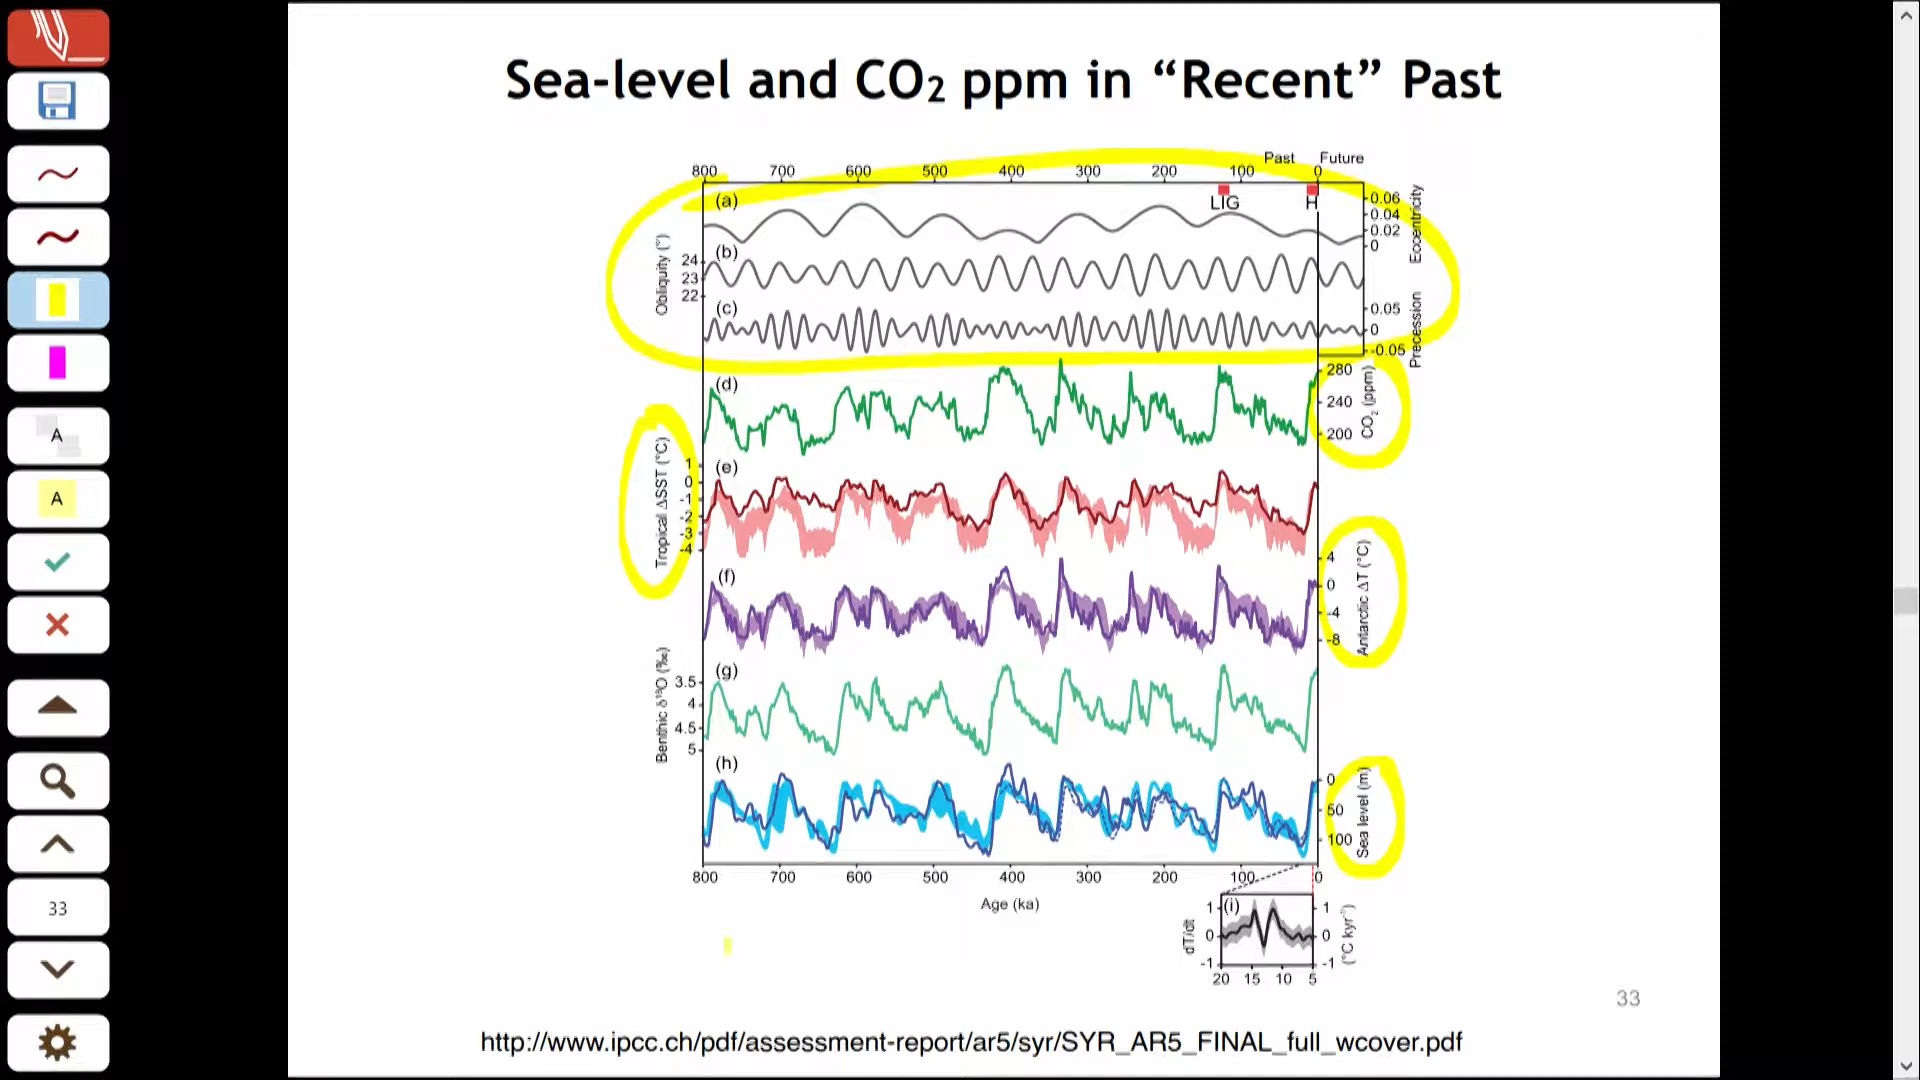 Sea-level and CO₂ ppm in “Recent” Past
Past Future
800 700 600 500 400 300 200 100 0
(a)
LIG H
0.06
0.04
0.02
0
Eccentricity
(b)
Obliquity (°)
24
23
22
(c)
0.05
0
-0.05
Precession
(d)
280
240
200
CO₂ (ppm)
(e)
Tropical ΔSST (°C)
1
0
-1
-2
-3
-4
(f)
4
0
-4
-8
Antarctic ΔT (°C)
(g)
Benthic δ¹⁸O (‰)
3.5
4
4.5
5
(h)
0
50
100
Sea level (m)
800 700 600 500 400 300 200 100 0
Age (ka)
(i)
dT/dt
1
0
-1
1
0
-1
(°C kyr⁻¹)
20 15 10 5
33
http://www.ipcc.ch/pdf/assessment-report/ar5/syr/SYR_AR5_FINAL_full_wcover.pdf
A
A
33